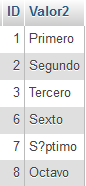 ID Valor2
1 Primero
2 Segundo
3 Tercero
6 Sexto
7 S?ptimo
8 Octavo